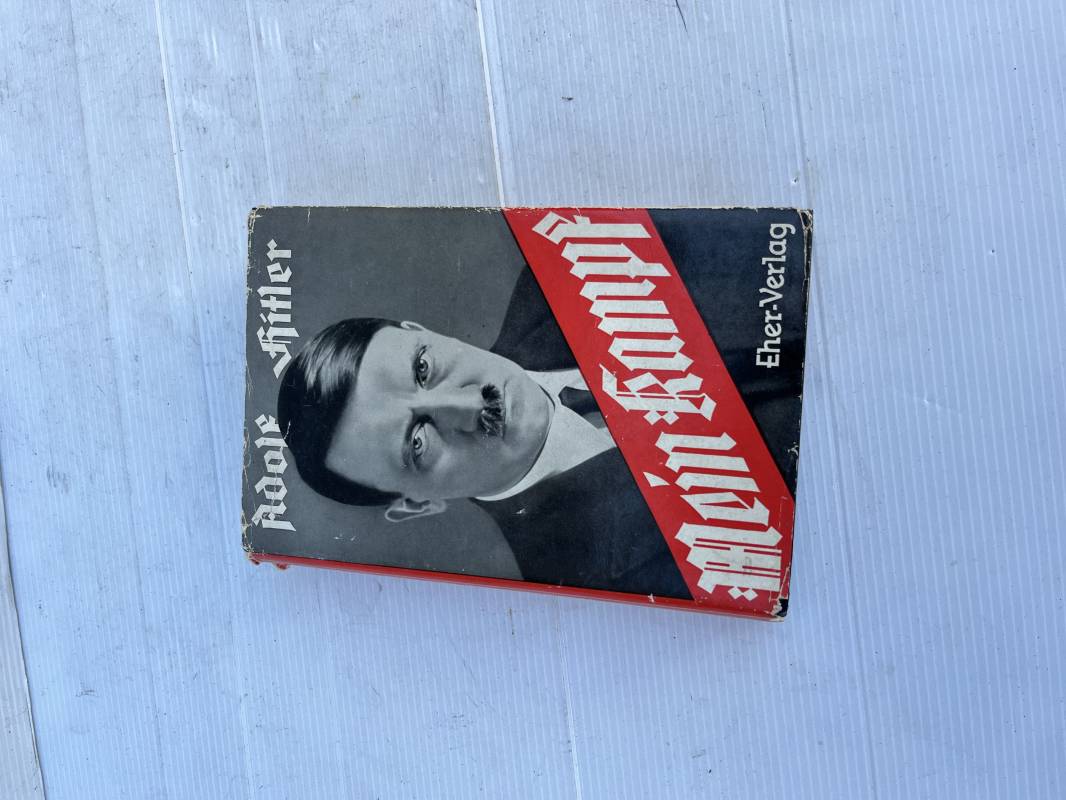 Adolf Hitler
Mein Kampf
Eher-Verlag